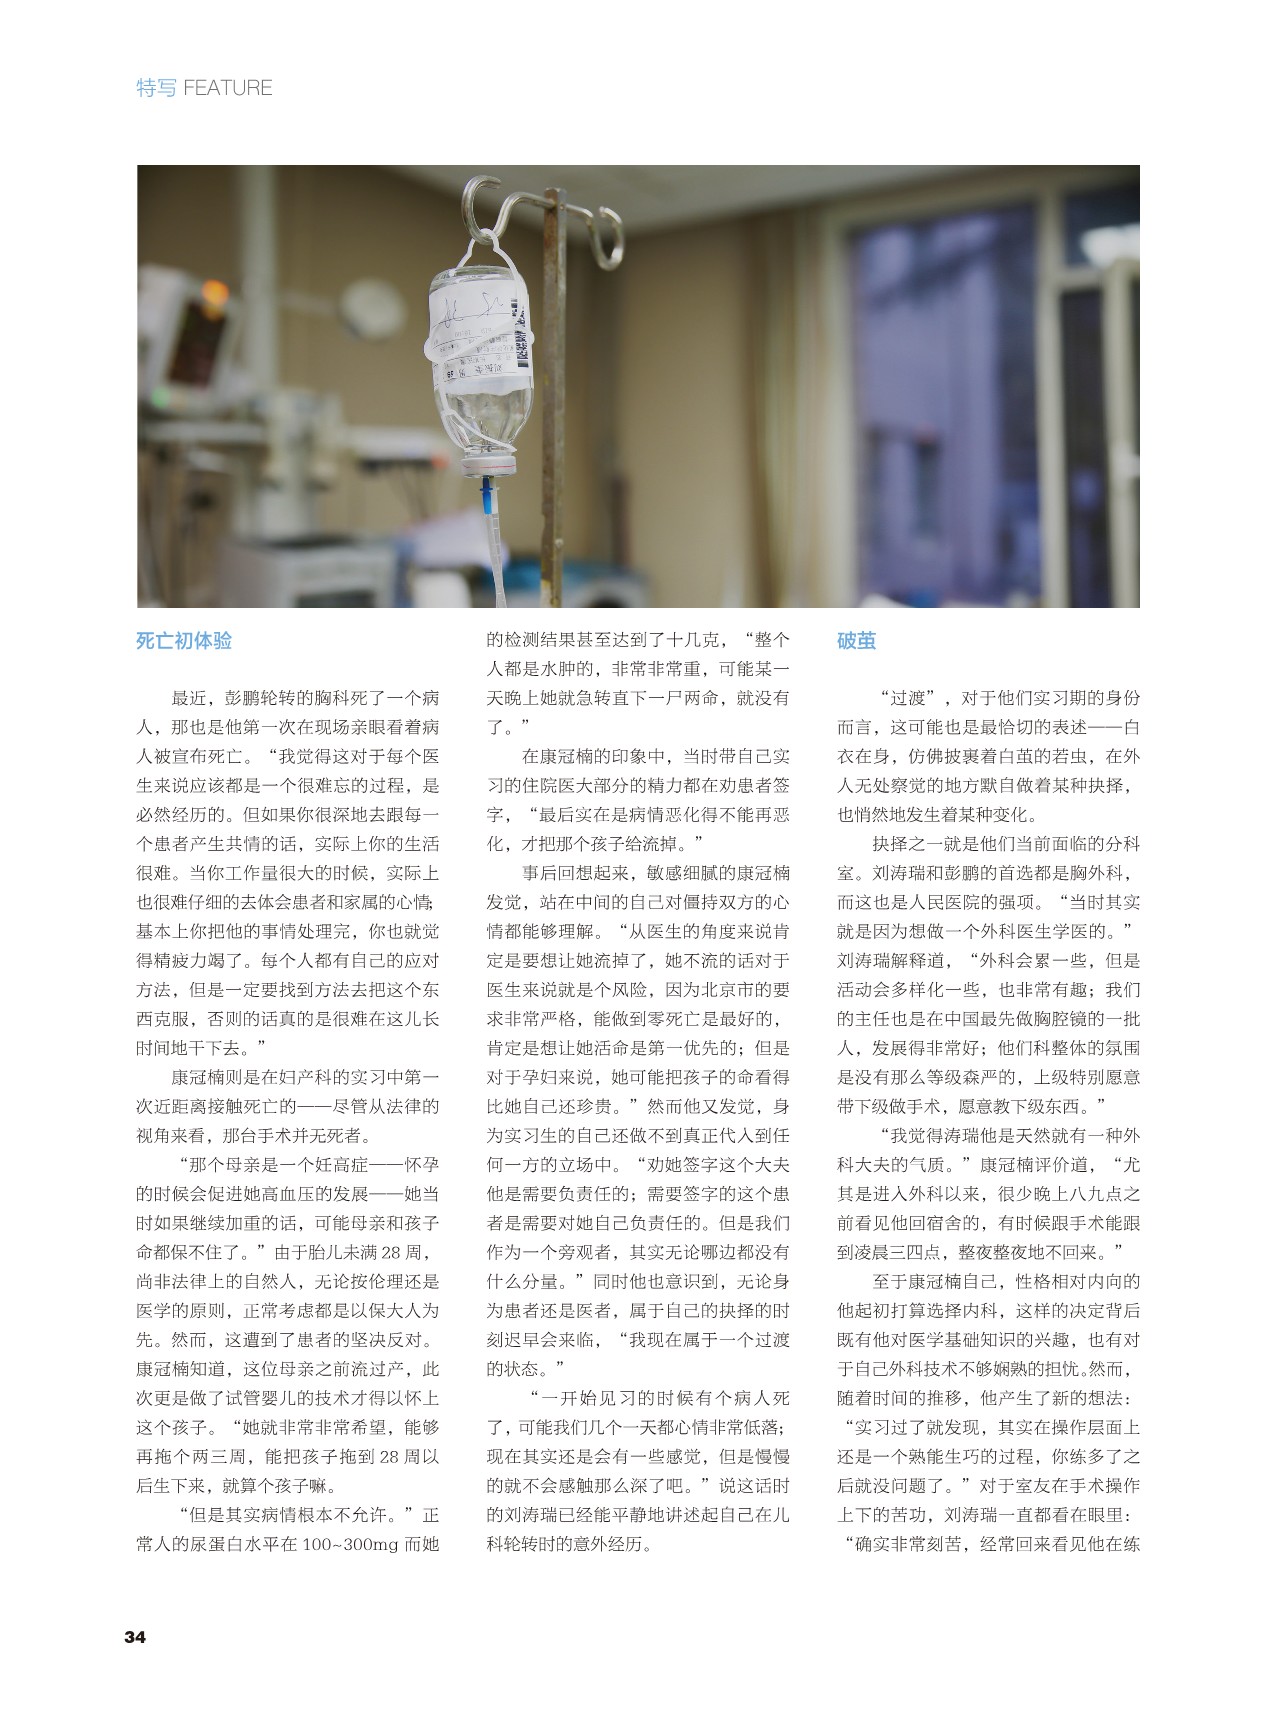 特写 FEATURE
死亡初体验
最近，彭鹏轮转的胸科死了一个病
人，那也是他第一次在现场亲眼看着病
人被宣布死亡。“我觉得这对于每个医
生来说应该都是一个很难忘的过程，是
必然经历的。但如果你很深地去跟每一
个患者产生共情的话，实际上你的生活
很难。当你工作量很大的时候，实际上
也很难仔细的去体会患者和家属的心情，
基本上你把他的事情处理完，你也就觉
得精疲力竭了。每个人都有自己的应对
方法，但是一定要找到方法去把这个东
西克服，否则的话真的是很难在这儿长
时间地干下去。”
康冠楠则是在妇产科的实习中第一
次近距离接触死亡的——尽管从法律的
视角来看，那台手术并无死者。
“那个母亲是一个妊高症——怀孕
的时候会促进她高血压的发展——她当
时如果继续加重的话，可能母亲和孩子
命都保不住了。”由于胎儿未满 28 周，
尚非法律上的自然人，无论按伦理还是
医学的原则，正常考虑都是以保大人为
先。然而，这遭到了患者的坚决反对。
康冠楠知道，这位母亲之前流过产，此
次更是做了试管婴儿的技术才得以怀上
这个孩子。“她就非常非常希望，能够
再拖个两三周，能把孩子拖到 28 周以
后生下来，就算个孩子嘛。
“但是其实病情根本不允许。”正
常人的尿蛋白水平在 100~300mg 而她
的检测结果甚至达到了十几克，“整个
人都是水肿的，非常非常重，可能某一
天晚上她就急转直下一尸两命，就没有
了。”
在康冠楠的印象中，当时带自己实
习的住院医大部分的精力都在劝患者签
字，“最后实在是病情恶化得不能再恶
化，才把那个孩子给流掉。”
事后回想起来，敏感细腻的康冠楠
发觉，站在中间的自己对僵持双方的心
情都能够理解。“从医生的角度来说肯
定是要想让她流掉了，她不流的话对于
医生来说就是个风险，因为北京市的要
求非常严格，能做到零死亡是最好的，
肯定是想让她活命是第一优先的；但是
对于孕妇来说，她可能把孩子的命看得
比她自己还珍贵。”然而他又发觉，身
为实习生的自己还做不到真正代入到任
何一方的立场中。“劝她签字这个大夫
他是需要负责任的；需要签字的这个患
者是需要对她自己负责任的。但是我们
作为一个旁观者，其实无论哪边都没有
什么分量。”同时他也意识到，无论身
为患者还是医者，属于自己的抉择的时
刻迟早会来临，“我现在属于一个过渡
的状态。”
“一开始见习的时候有个病人死
了，可能我们几个一天都心情非常低落；
现在其实还是会有一些感觉，但是慢慢
的就不会感触那么深了吧。”说这话时
的刘涛瑞已经能平静地讲述起自己在儿
科轮转时的意外经历。
破茧
“过渡”，对于他们实习期的身份
而言，这可能也是最恰切的表述——白
衣在身，仿佛披裹着白茧的若虫，在外
人无处察觉的地方默自做着某种抉择，
也悄然地发生着某种变化。
抉择之一就是他们当前面临的分科
室。刘涛瑞和彭鹏的首选都是胸外科，
而这也是人民医院的强项。“当时其实
就是因为想做一个外科医生学医的。”
刘涛瑞解释道，“外科会累一些，但是
活动会多样化一些，也非常有趣；我们
的主任也是在中国最先做胸腔镜的一批
人，发展得非常好；他们科整体的氛围
是没有那么等级森严的，上级特别愿意
带下级做手术，愿意教下级东西。”
“我觉得涛瑞他是天然就有一种外
科大夫的气质。”康冠楠评价道，“尤
其是进入外科以来，很少晚上八九点之
前看见他回宿舍的，有时候跟手术能跟
到凌晨三四点，整夜整夜地不回来。”
至于康冠楠自己，性格相对内向的
他起初打算选择内科，这样的决定背后
既有他对医学基础知识的兴趣，也有对
于自己外科技术不够娴熟的担忧。然而，
随着时间的推移，他产生了新的想法：
“实习过了就发现，其实在操作层面上
还是一个熟能生巧的过程，你练多了之
后就没问题了。”对于室友在手术操作
上下的苦功，刘涛瑞一直都看在眼里：
“确实非常刻苦，经常回来看见他在练
34